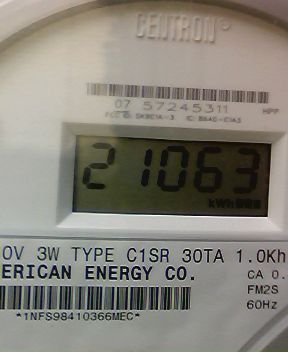 CENTRON®
07 57245311 HPP
21063
kWh
0V 3W TYPE C1SR 30TA 1.0Kh
ERICAN ENERGY CO.
CA 0.
FM2S
60Hz
*1NFS98410366MEC*